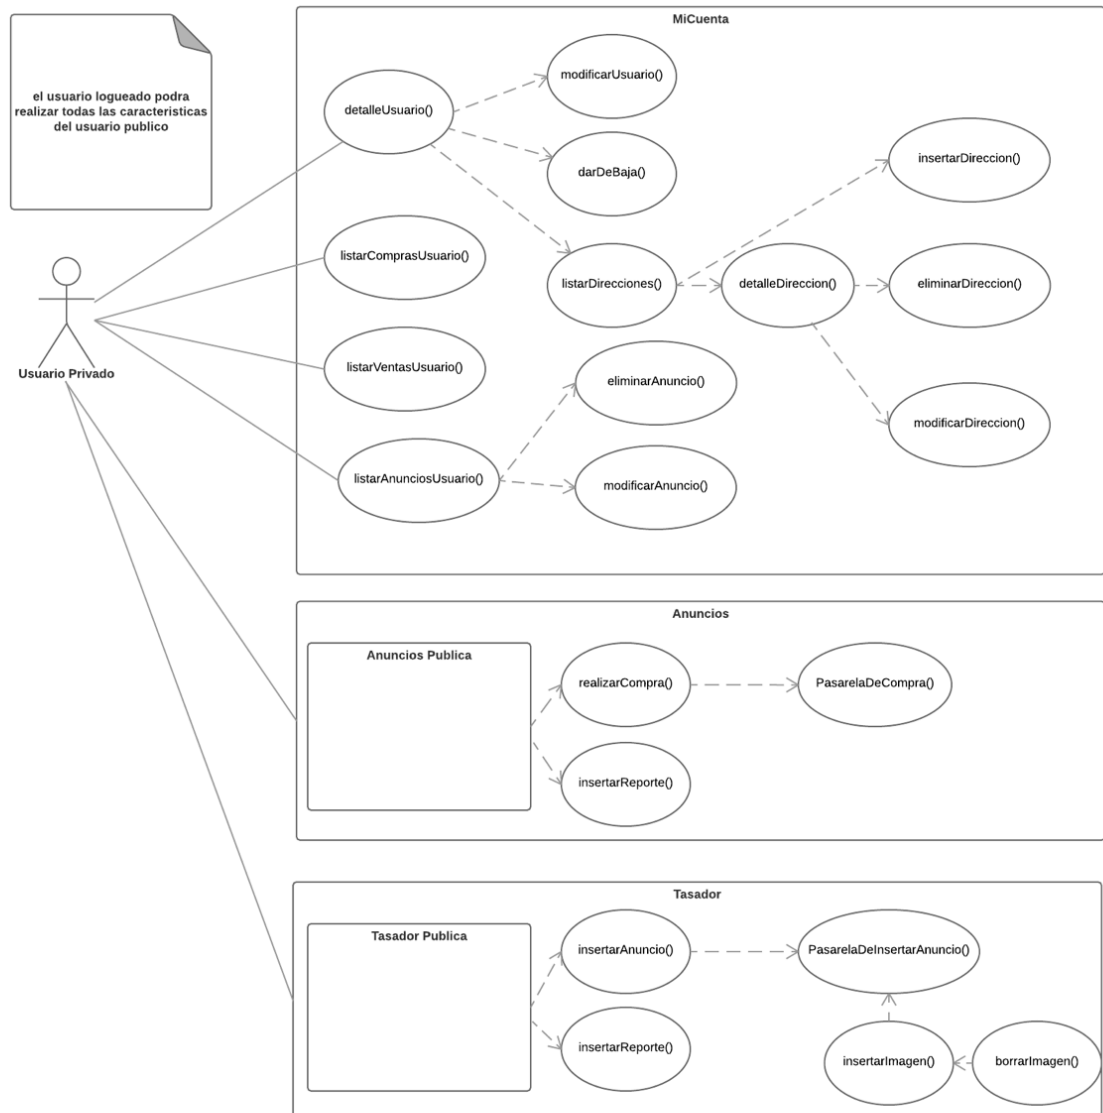 el usuario logueado podra
realizar todas las caracteristicas
del usuario publico
Usuario Privado
MiCuenta
detalleUsuario()
modificarUsuario()
darDeBaja()
insertarDireccion()
listarComprasUsuario()
listarDirecciones()
detalleDireccion()
eliminarDireccion()
listarVentasUsuario()
eliminarAnuncio()
modificarDireccion()
listarAnunciosUsuario()
modificarAnuncio()
Anuncios
Anuncios Publica
realizarCompra()
PasarelaDeCompra()
insertarReporte()
Tasador
Tasador Publica
insertarAnuncio()
PasarelaDeInsertarAnuncio()
insertarReporte()
insertarImagen()
borrarImagen()